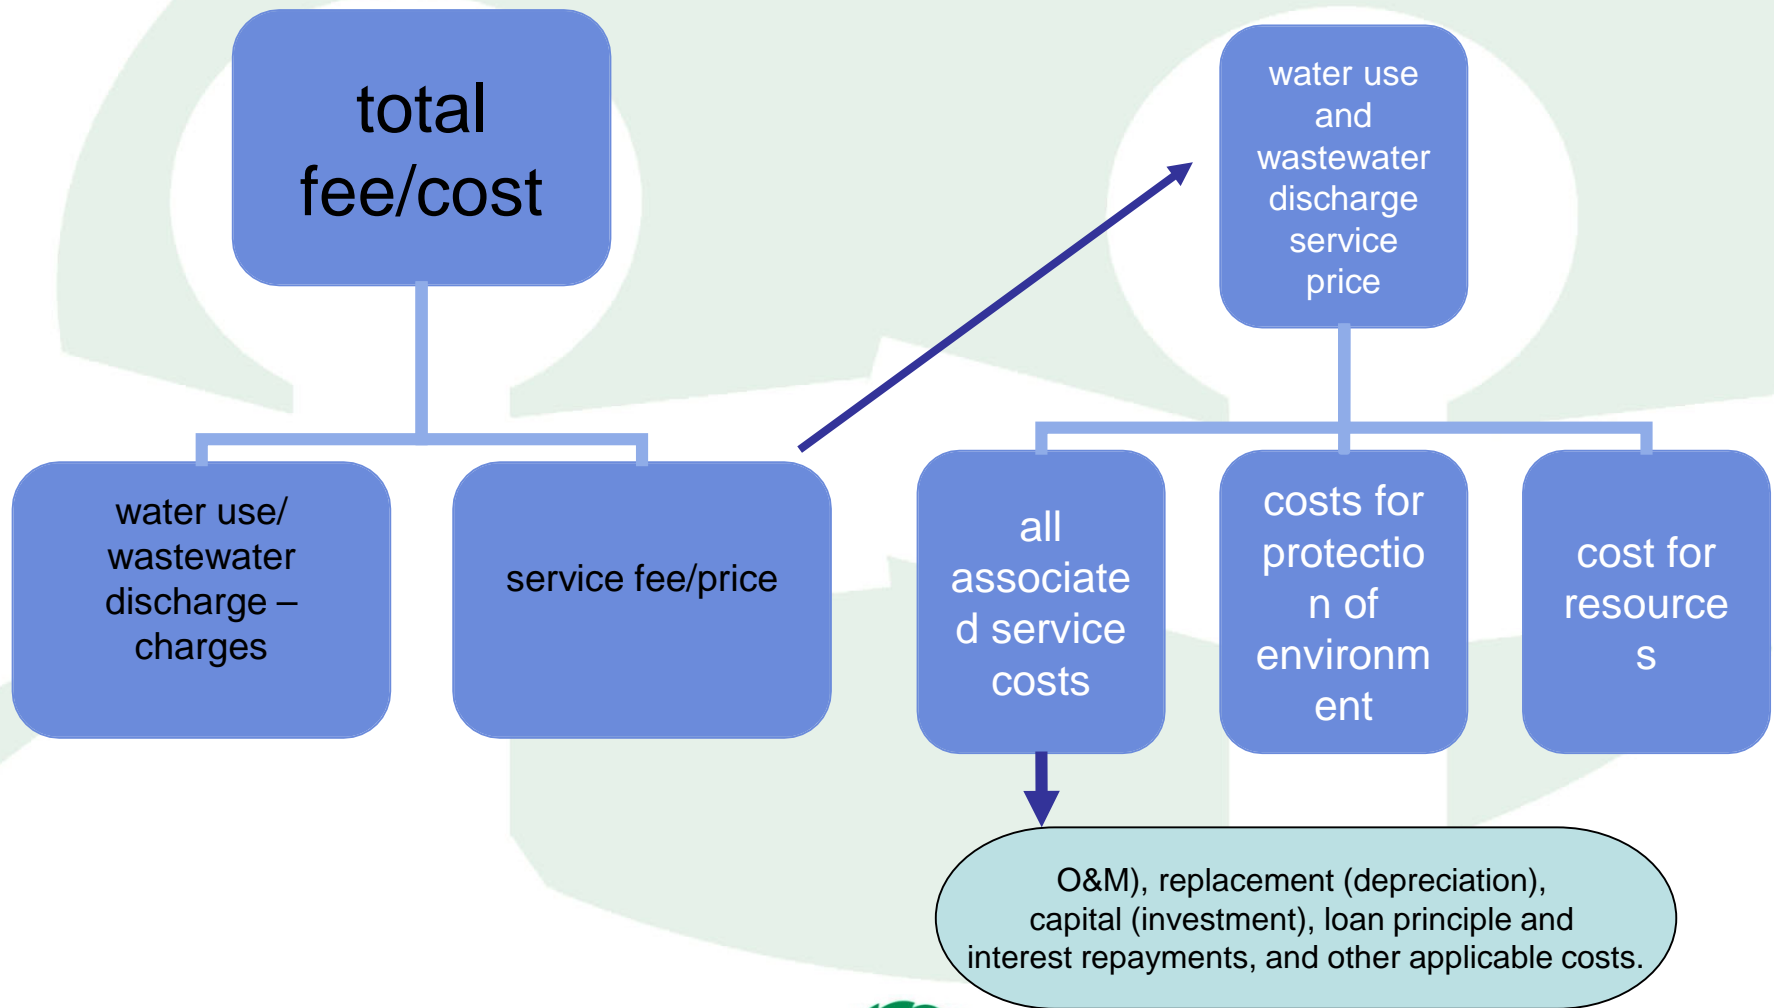 total
fee/cost
water use/
wastewater
discharge –
charges
service fee/price
water use
and
wastewater
discharge
service
price
all
associate
d service
costs
costs for
protectio
n of
environm
ent
cost for
resource
s
O&M), replacement (depreciation),
capital (investment), loan principle and
interest repayments, and other applicable costs.